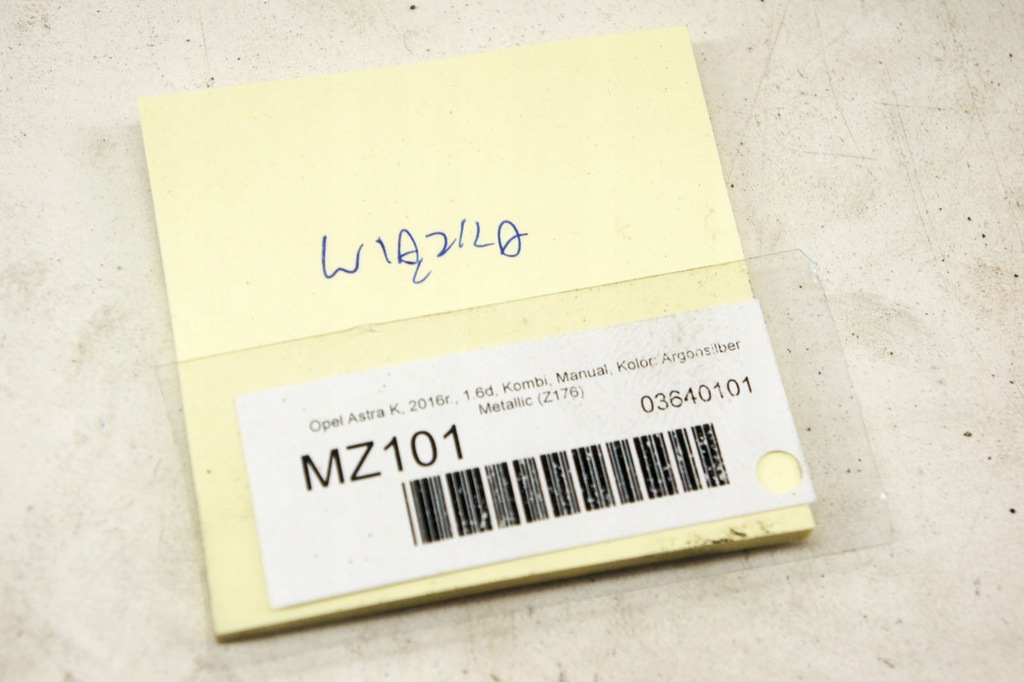 WIĄZKA
Opel Astra K, 2016r., 1.6d, Kombi, Manual, Kolor: Argonsilber
Metallic (Z176)
03640101
MZ101